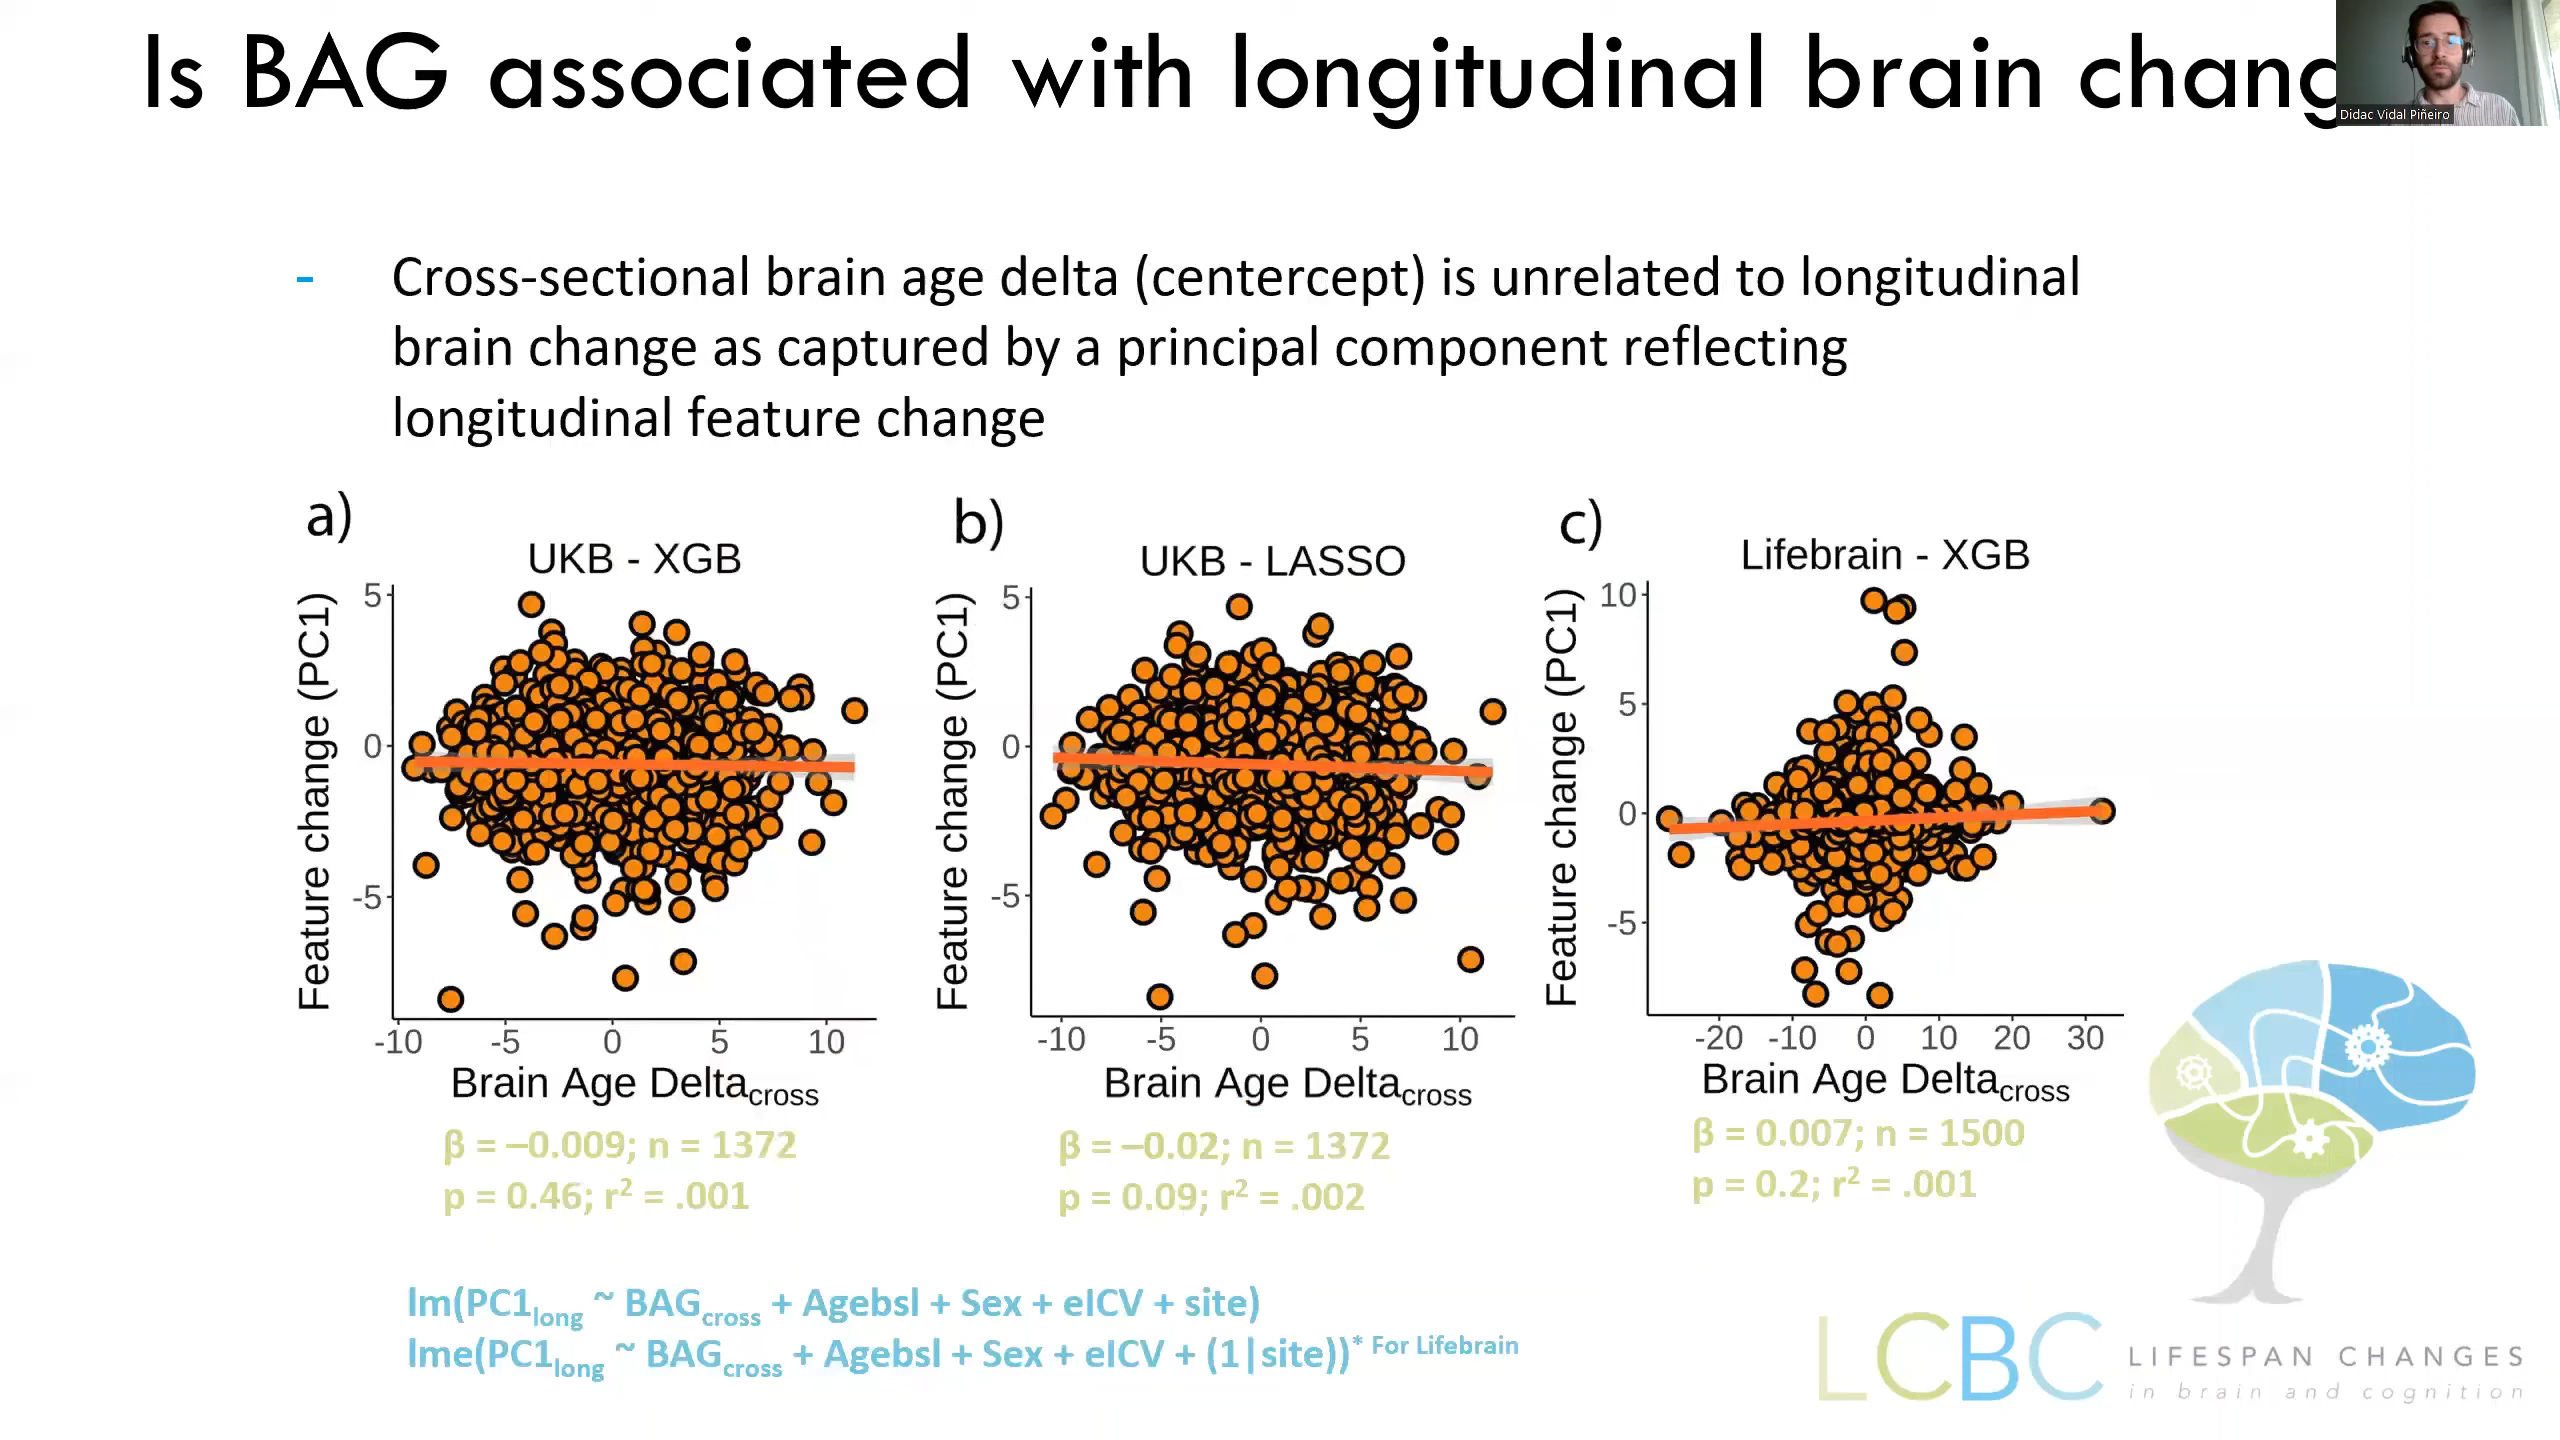 Is BAG associated with longitudinal brain chang
Didac Vidal Piñeiro
- Cross-sectional brain age delta (centercept) is unrelated to longitudinal
brain change as captured by a principal component reflecting
longitudinal feature change
a)
UKB - XGB
Feature change (PC1)
5
0
-5
-10 -5 0 5 10
Brain Age Deltacross
β = –0.009; n = 1372
p = 0.46; r² = .001
b)
UKB - LASSO
Feature change (PC1)
5
0
-5
-10 -5 0 5 10
Brain Age Deltacross
β = –0.02; n = 1372
p = 0.09; r² = .002
c)
Lifebrain - XGB
Feature change (PC1)
10
5
0
-5
-20 -10 0 10 20 30
Brain Age Deltacross
β = 0.007; n = 1500
p = 0.2; r² = .001
lm(PC1long ~ BAGcross + Agebsl + Sex + eICV + site)
lme(PC1long ~ BAGcross + Agebsl + Sex + eICV + (1|site))* For Lifebrain
LCBC
LIFESPAN CHANGES
in brain and cognition